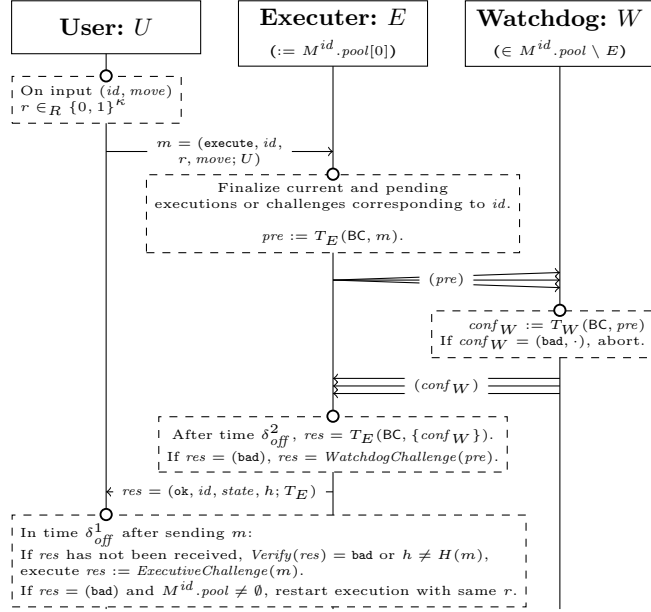 User: U
Executer: E
(:= M^{id}.pool[0])
Watchdog: W
(∈ M^{id}.pool \ E)
On input (id, move)
r ∈_R {0, 1}^κ
m = (execute, id,
r, move; U)
Finalize current and pending
executions or challenges corresponding to id.
pre := T_E(BC, m).
(pre)
conf_W := T_W(BC, pre)
If conf_W = (bad, ·), abort.
(conf_W)
After time δ^2_{off}, res = T_E(BC, {conf_W}).
If res = (bad), res = WatchdogChallenge(pre).
res = (ok, id, state, h; T_E)
In time δ^1_{off} after sending m:
If res has not been received, Verify(res) = bad or h ≠ H(m),
execute res := ExecutiveChallenge(m).
If res = (bad) and M^{id}.pool ≠ ∅, restart execution with same r.